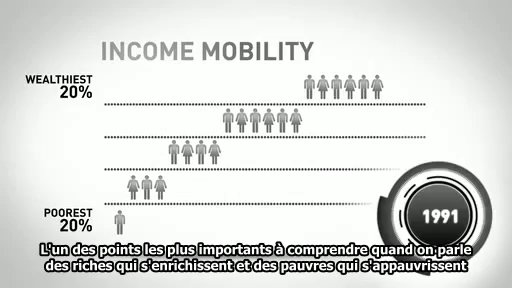 INCOME MOBILITY
WEALTHIEST
20%
POOREST
20%
1991
L'un des points les plus importants à comprendre quand on parle
des riches qui s'enrichissent et des pauvres qui s'appauvrissent